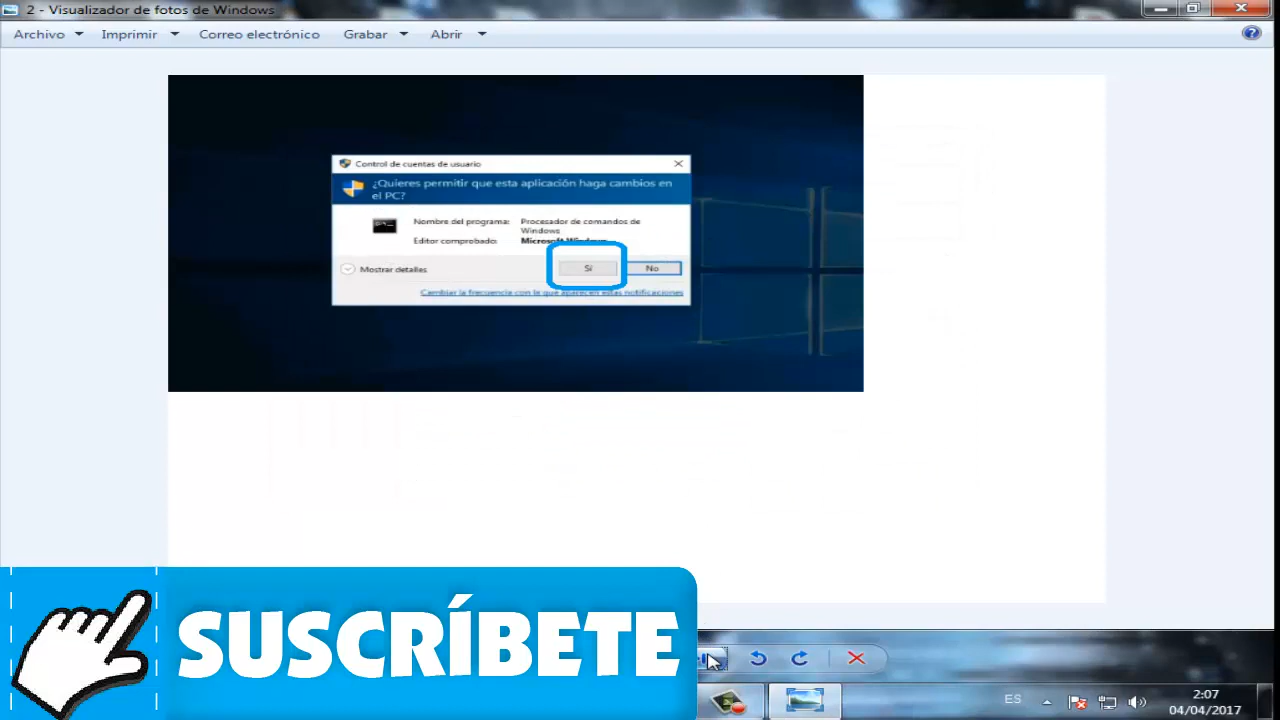 2 - Visualizador de fotos de Windows
Archivo Imprimir Correo electrónico Grabar Abrir
Control de cuentas de usuario
¿Quieres permitir que esta aplicación haga cambios en
el PC?
Nombre del programa: Procesador de comandos de
Windows
Editor comprobado: Microsoft Windows
Mostrar detalles
Sí No
Cambiar la frecuencia con la que aparecen estas notificaciones
SUSCRÍBETE
ES
2:07
04/04/2017